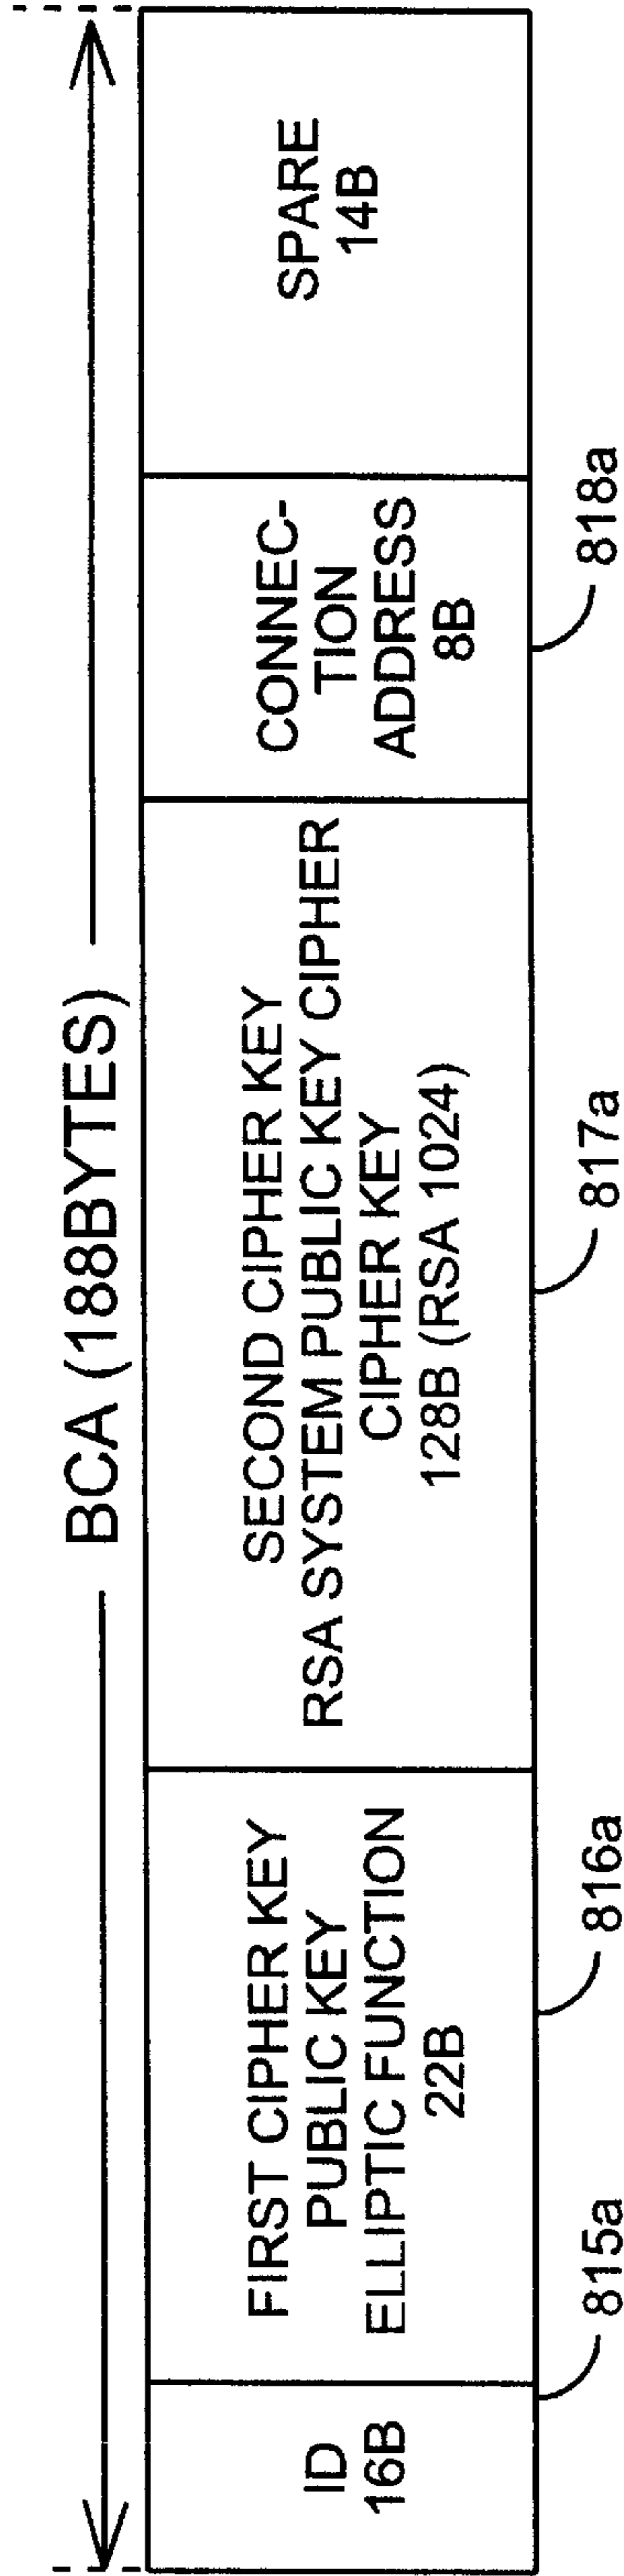 BCA (188BYTES)
ID
16B
FIRST CIPHER KEY
PUBLIC KEY
ELLIPTIC FUNCTION
22B
SECOND CIPHER KEY
RSA SYSTEM PUBLIC KEY CIPHER
CIPHER KEY
128B (RSA 1024)
CONNEC-
TION
ADDRESS
8B
SPARE
14B
815a
816a
817a
818a